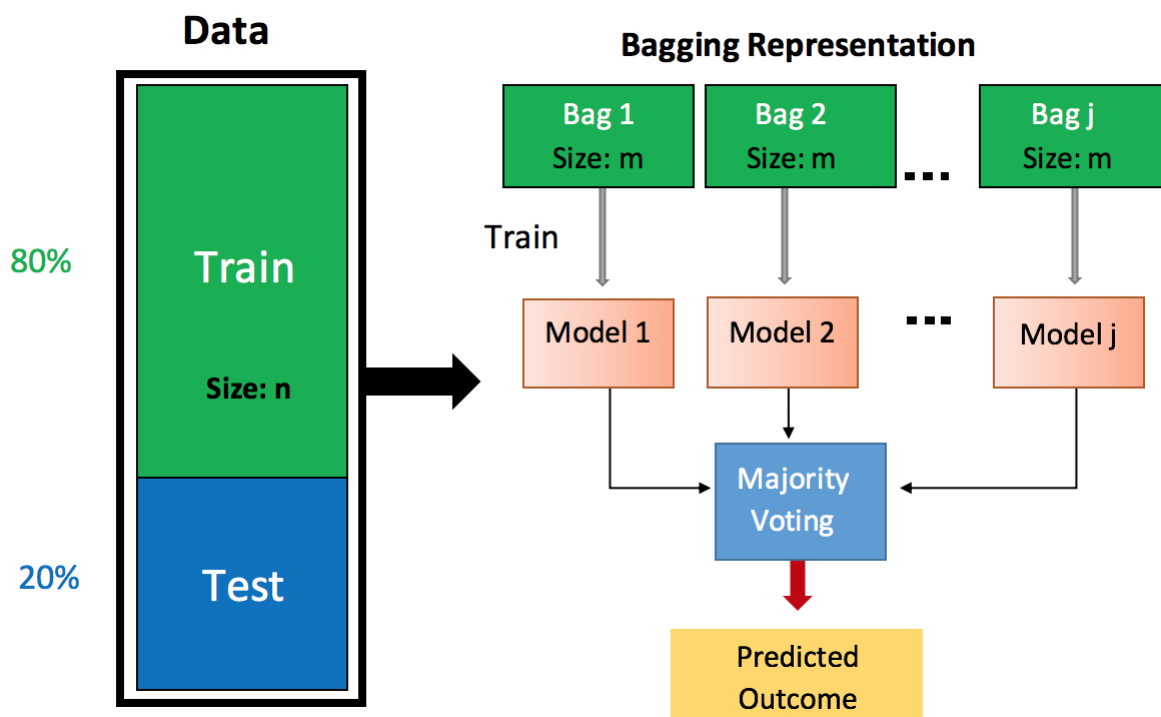 Data
80%
Train
Size: n
20%
Test
Bagging Representation
Bag 1
Size: m
Bag 2
Size: m
...
Bag j
Size: m
Train
Model 1
Model 2
...
Model j
Majority
Voting
Predicted
Outcome